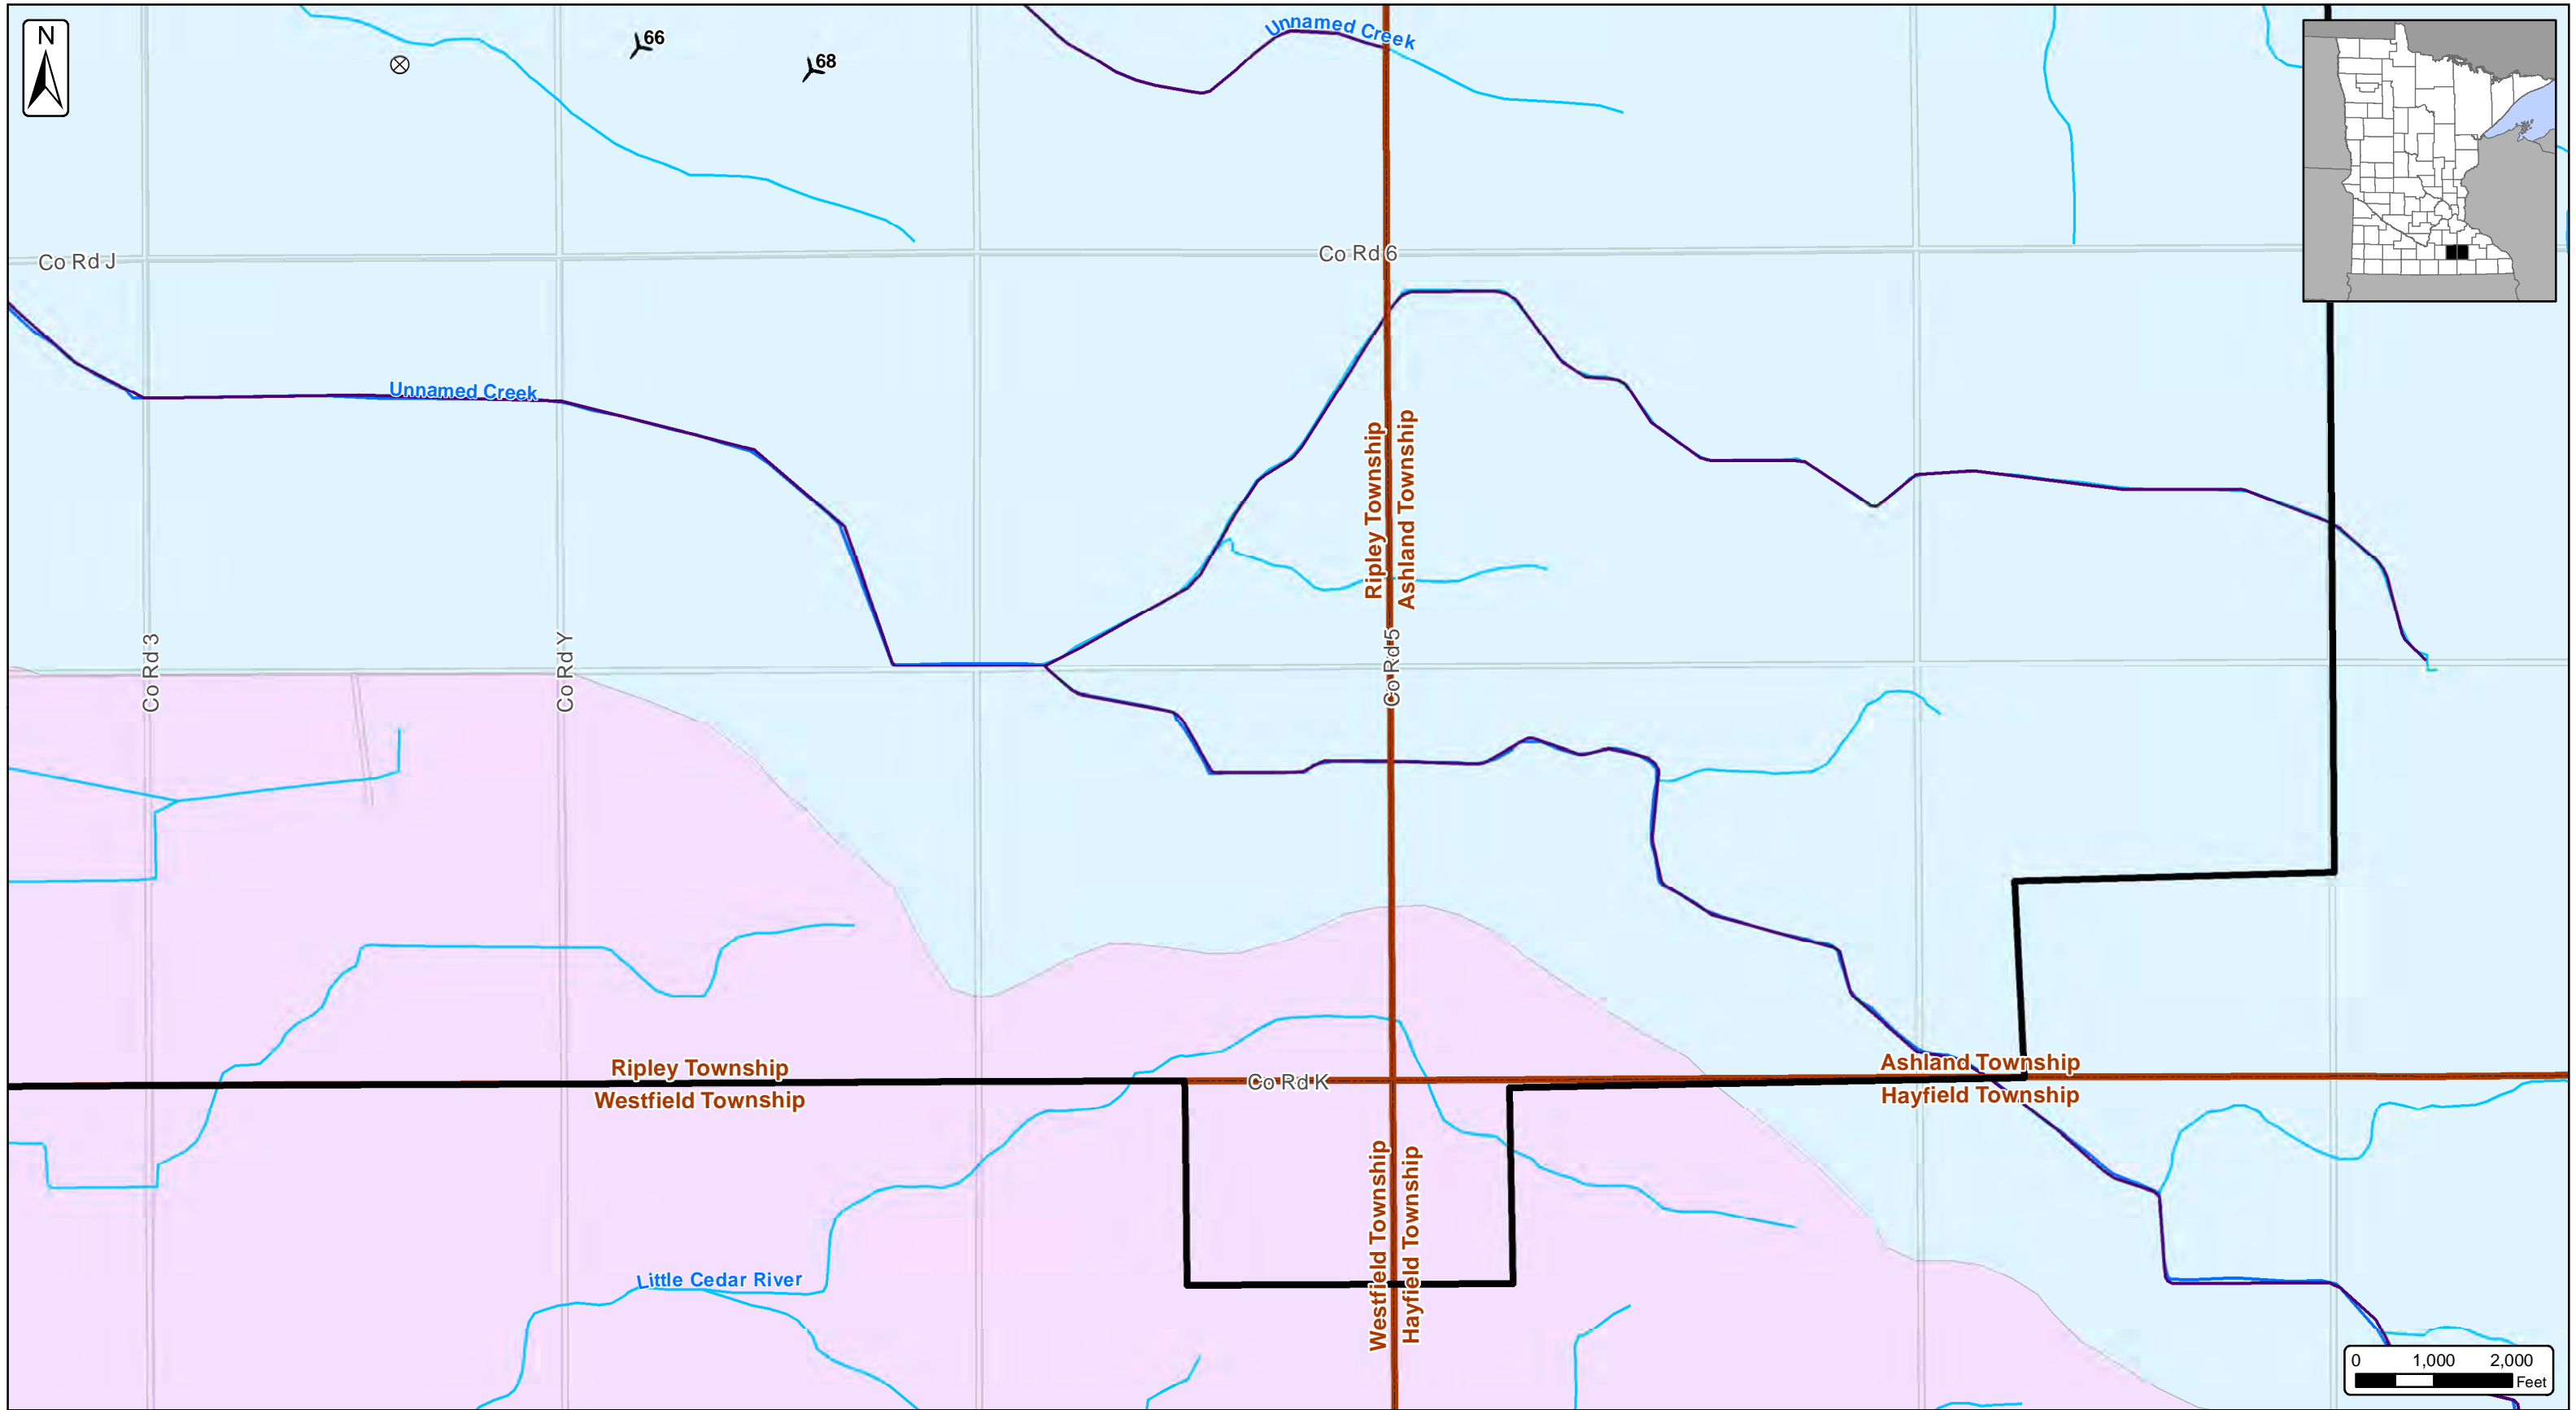 N
66
68
Unnamed Creek
Co Rd J
Co Rd 6
Unnamed Creek
Ripley Township
Ashland Township
Co Rd 3
Co Rd Y
Co Rd 5
Ripley Township
Westfield Township
Co Rd K
Ashland Township
Hayfield Township
Westfield Township
Hayfield Township
Little Cedar River
0 1,000 2,000
Feet